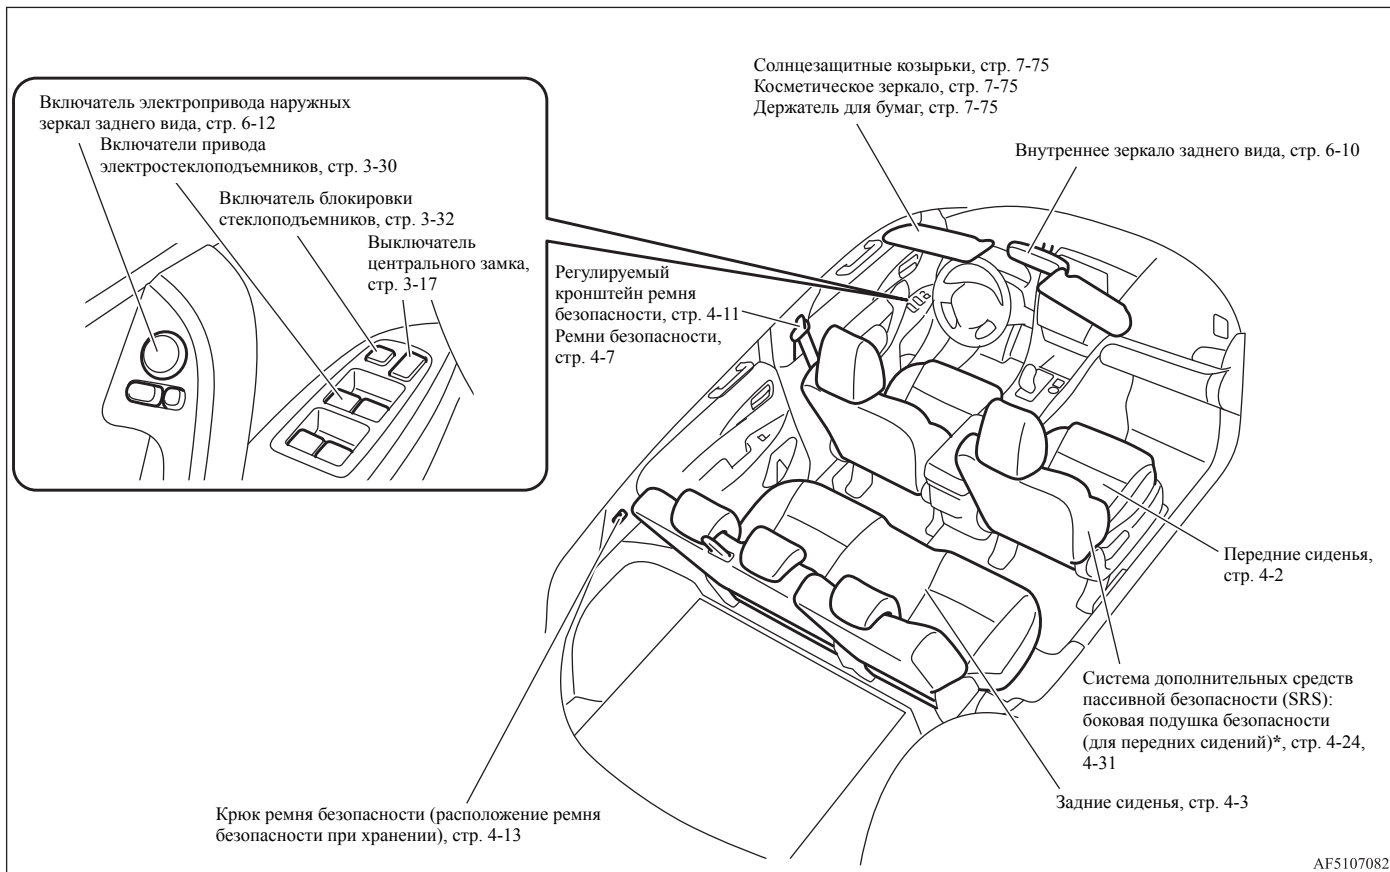 Солнцезащитные козырьки, стр. 7-75
Косметическое зеркало, стр. 7-75
Держатель для бумаг, стр. 7-75
Включатель электропривода наружных
зеркал заднего вида, стр. 6-12
Включатели привода
электростеклоподъемников, стр. 3-30
Включатель блокировки
стеклоподъемников, стр. 3-32
Выключатель
центрального замка,
стр. 3-17
Внутреннее зеркало заднего вида, стр. 6-10
Регулируемый
кронштейн ремня
безопасности, стр. 4-11
Ремни безопасности,
стр. 4-7
Передние сиденья,
стр. 4-2
Система дополнительных средств
пассивной безопасности (SRS):
боковая подушка безопасности
(для передних сидений)*, стр. 4-24,
4-31
Задние сиденья, стр. 4-3
Крюк ремня безопасности (расположение ремня
безопасности при хранении), стр. 4-13
AF5107082